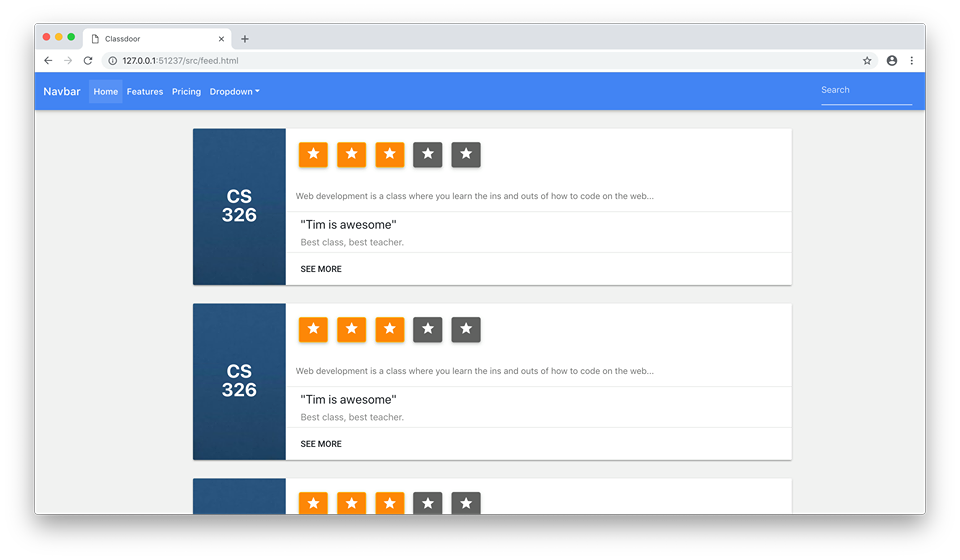 Classdoor
127.0.0.1:51237/src/feed.html
Navbar Home Features Pricing Dropdown Search
CS
326
Web development is a class where you learn the ins and outs of how to code on the web...
"Tim is awesome"
Best class, best teacher.
SEE MORE
CS
326
Web development is a class where you learn the ins and outs of how to code on the web...
"Tim is awesome"
Best class, best teacher.
SEE MORE